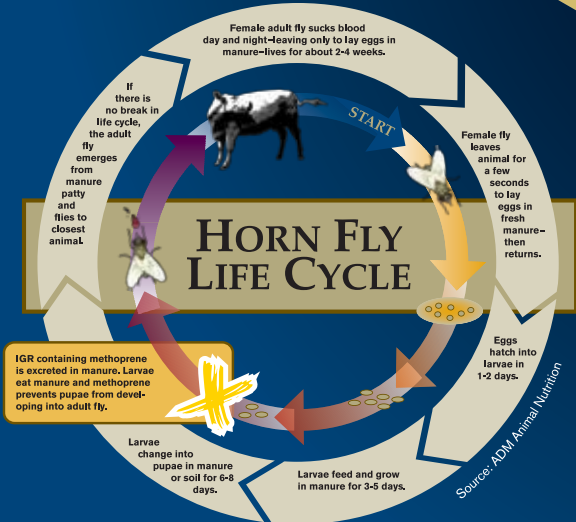 Female adult fly sucks blood
day and night–leaving only to lay eggs in
manure–lives for about 2-4 weeks.
START
Female fly
leaves
animal for
a few
seconds
to lay
eggs in
fresh
manure–
then
returns.
If
there is
no break in
life cycle,
the adult
fly
emerges
from
manure
patty
and
flies to
closest
animal.
HORN FLY
LIFE CYCLE
Eggs
hatch into
larvae in
1-2 days.
IGR containing methoprene
is excreted in manure. Larvae
eat manure and methoprene
prevents pupae from devel-
oping into adult fly.
Larvae
change into
pupae in manure
or soil for 6-8
days.
Larvae feed and grow
in manure for 3-5 days.
Source: ADM Animal Nutrition